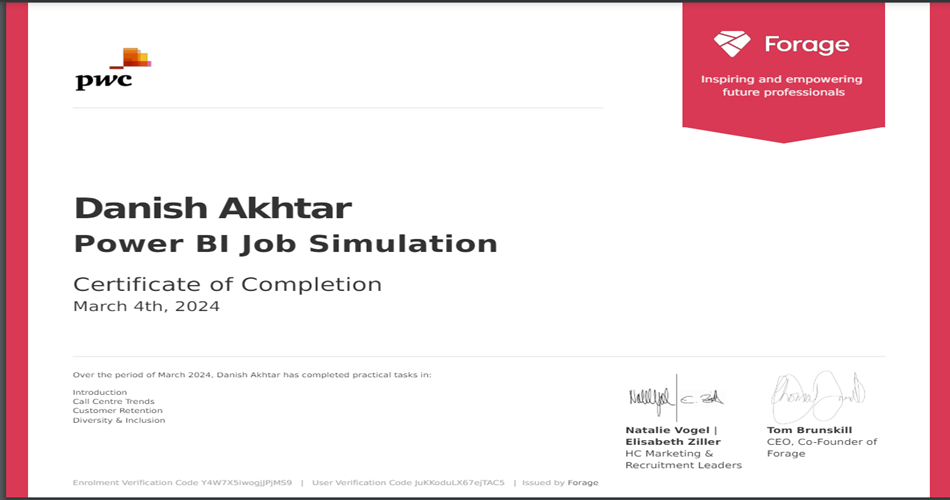 pwc
Forage
Inspiring and empowering
future professionals
Danish Akhtar
Power BI Job Simulation
Certificate of Completion
March 4th, 2024
Over the period of March 2024, Danish Akhtar has completed practical tasks in:
Introduction
Call Centre Trends
Customer Retention
Diversity & Inclusion
Natalie Vogel |
Elisabeth Ziller
HC Marketing &
Recruitment Leaders
Tom Brunskill
CEO, Co-Founder of
Forage
Enrolment Verification Code Y4W7X5iwogjJPjMS9 | User Verification Code JuKKoduLX67eJTAC5 | Issued by Forage